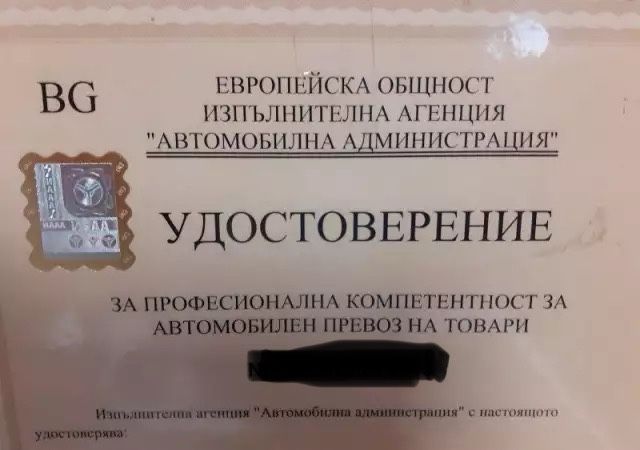 BG
ЕВРОПЕЙСКА ОБЩНОСТ
ИЗПЪЛНИТЕЛНА АГЕНЦИЯ
"АВТОМОБИЛНА АДМИНИСТРАЦИЯ"
УДОСТОВЕРЕНИЕ
ЗА ПРОФЕСИОНАЛНА КОМПЕТЕНТНОСТ ЗА
АВТОМОБИЛЕН ПРЕВОЗ НА ТОВАРИ
Изпълнителна агенция "Автомобилна администрация" с настоящото
удостоверява: